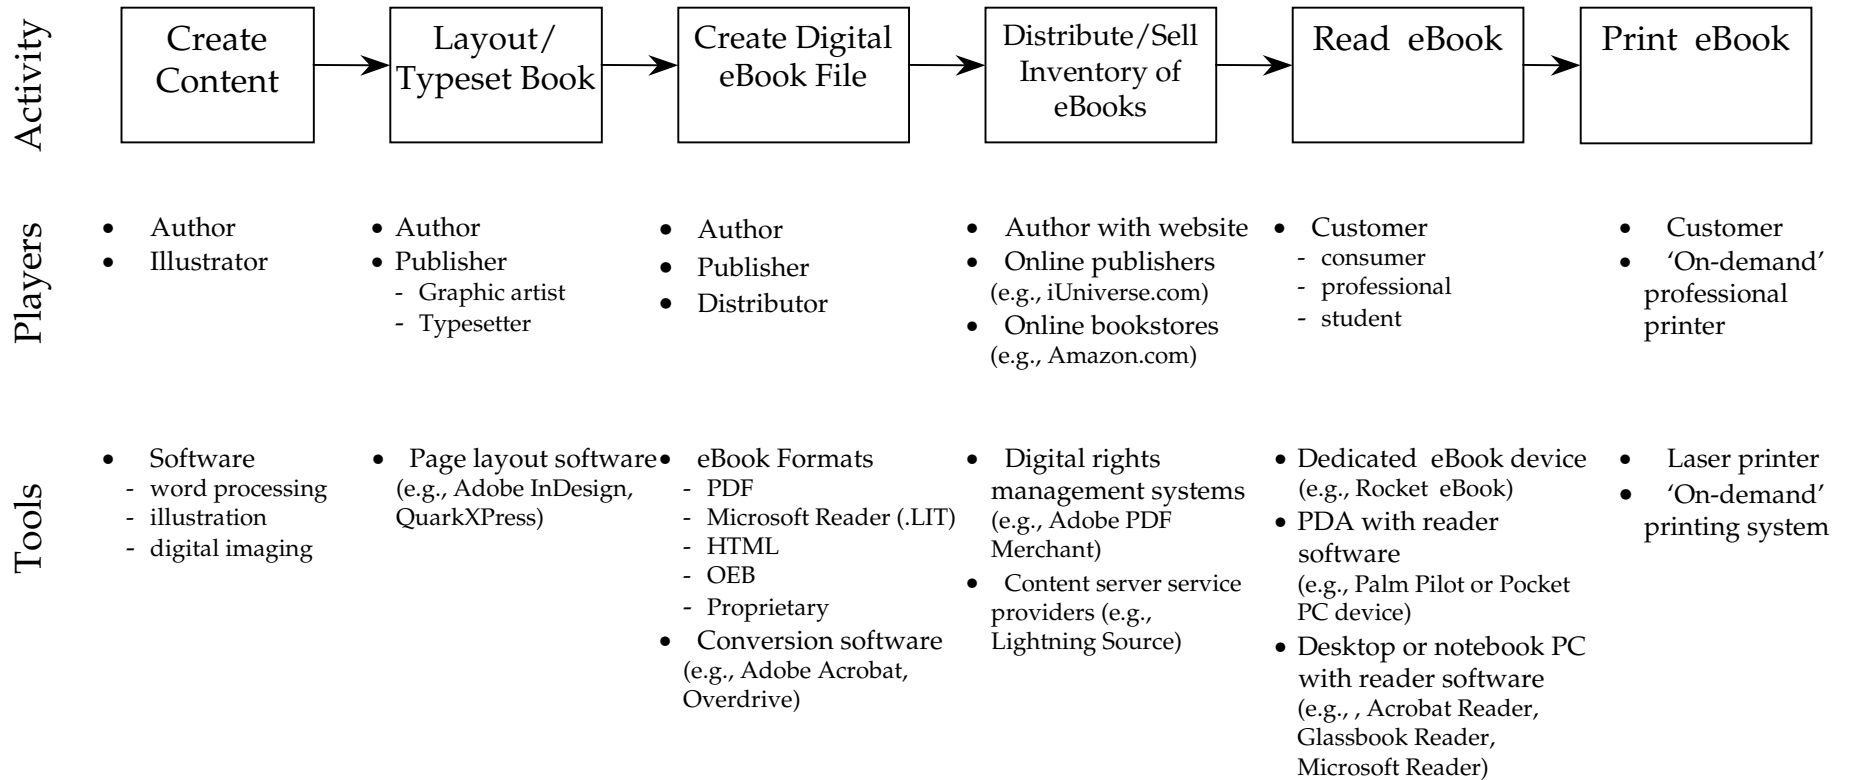 Activity
Create
Content
Layout/
Typeset Book
Create Digital
eBook File
Distribute/Sell
Inventory of
eBooks
Read eBook
Print eBook
Players
• Author
• Illustrator
• Author
• Publisher
- Graphic artist
- Typesetter
• Author
• Publisher
• Distributor
• Author with website
• Online publishers
(e.g., iUniverse.com)
• Online bookstores
(e.g., Amazon.com)
• Customer
- consumer
- professional
- student
• Customer
• ‘On-demand’
professional
printer
Tools
• Software
- word processing
- illustration
- digital imaging
• Page layout software
(e.g., Adobe InDesign,
QuarkXPress)
• eBook Formats
- PDF
- Microsoft Reader (.LIT)
- HTML
- OEB
- Proprietary
• Conversion software
(e.g., Adobe Acrobat,
Overdrive)
• Digital rights
management systems
(e.g., Adobe PDF
Merchant)
• Content server service
providers (e.g.,
Lightning Source)
• Dedicated eBook device
(e.g., Rocket eBook)
• PDA with reader
software
(e.g., Palm Pilot or Pocket
PC device)
• Desktop or notebook PC
with reader software
(e.g., , Acrobat Reader,
Glassbook Reader,
Microsoft Reader)
• Laser printer
• ‘On-demand’
printing system